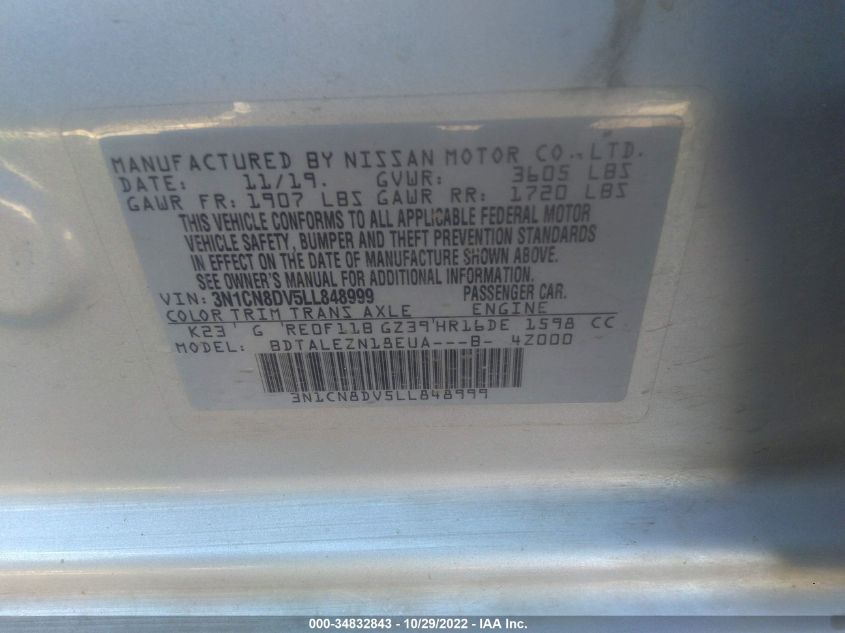 MANUFACTURED BY NISSAN MOTOR CO.,LTD.
DATE: 11/19. GVWR: 3605 LBS
GAWR FR: 1907 LBS GAWR RR: 1720 LBS
THIS VEHICLE CONFORMS TO ALL APPLICABLE FEDERAL MOTOR
VEHICLE SAFETY, BUMPER AND THEFT PREVENTION STANDARDS
IN EFFECT ON THE DATE OF MANUFACTURE SHOWN ABOVE.
SEE OWNER'S MANUAL FOR ADDITIONAL INFORMATION.
VIN: 3N1CN8DV5LL848999 PASSENGER CAR.
COLOR TRIM TRANS AXLE ENGINE
K23 G RE0F11B GZ39 HR16DE 1598 CC
MODEL: BDTALEZN18EUA---B- 4Z000
3N1CN8DV5LL848999
000-34832843 | 10/29/2022 - IAA Inc.